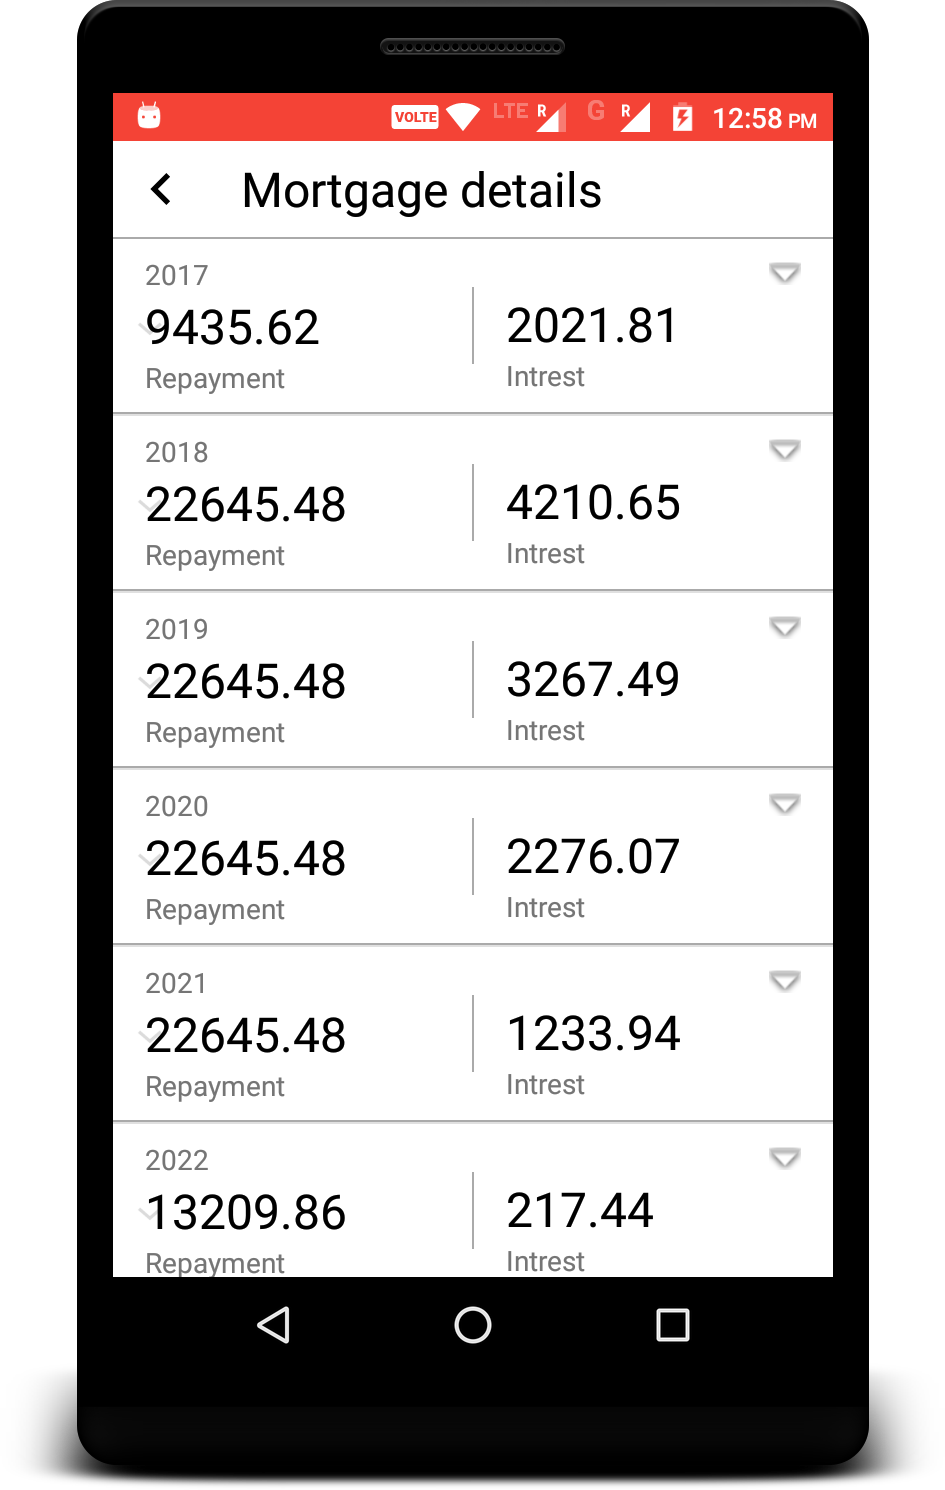 VOLTE LTE R G R 12:58 PM
Mortgage details
2017
9435.62 2021.81
Repayment Intrest
2018
22645.48 4210.65
Repayment Intrest
2019
22645.48 3267.49
Repayment Intrest
2020
22645.48 2276.07
Repayment Intrest
2021
22645.48 1233.94
Repayment Intrest
2022
13209.86 217.44
Repayment Intrest